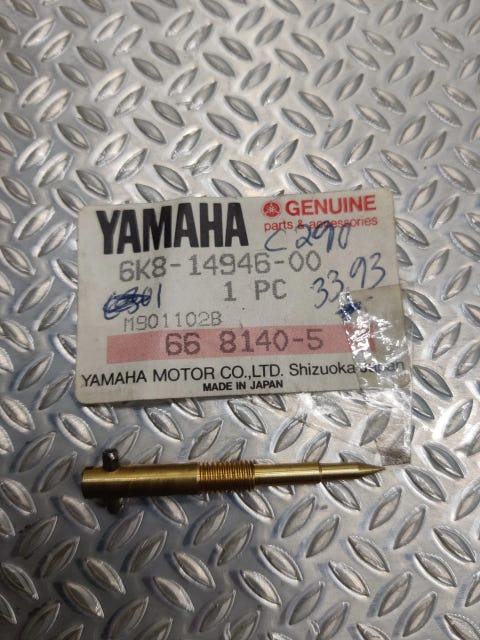 YAMAHA GENUINE
parts & accessories
C290
6K8-14946-00
1 PC 33.93
M901102B
66 8140-5
YAMAHA MOTOR CO.,LTD. Shizuoka Japan
MADE IN JAPAN